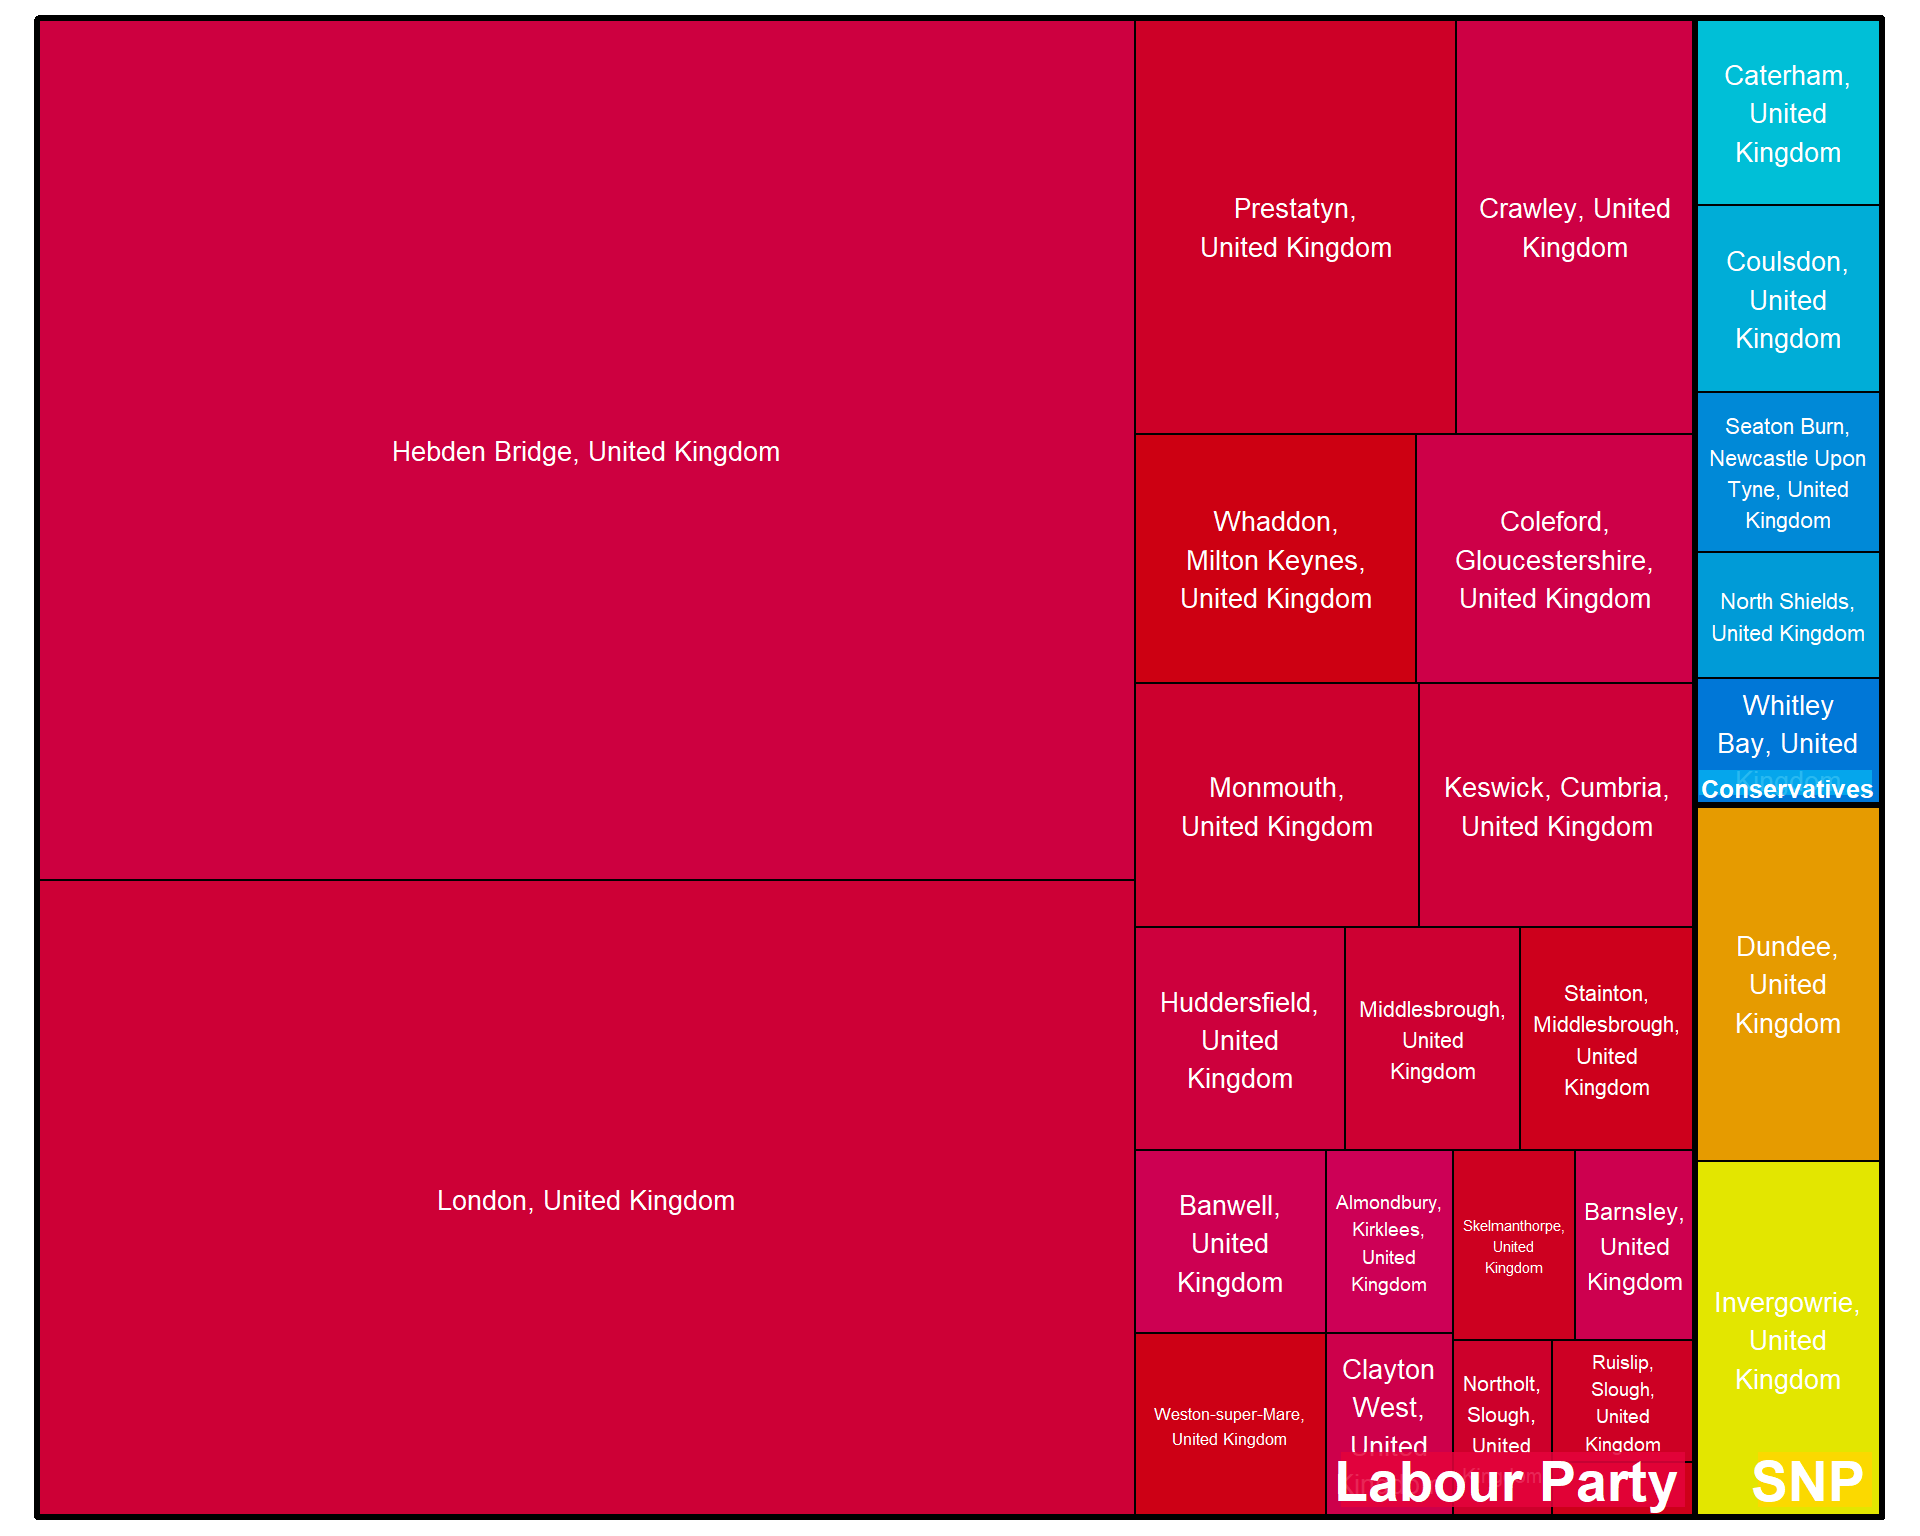 Hebden Bridge, United Kingdom
London, United Kingdom
Prestatyn,
United Kingdom
Crawley, United
Kingdom
Whaddon,
Milton Keynes,
United Kingdom
Coleford,
Gloucestershire,
United Kingdom
Monmouth,
United Kingdom
Keswick, Cumbria,
United Kingdom
Huddersfield,
United
Kingdom
Middlesbrough,
United
Kingdom
Stainton,
Middlesbrough,
United
Kingdom
Banwell,
United
Kingdom
Almondbury,
Kirklees,
United
Kingdom
Skelmanthorpe,
United
Kingdom
Barnsley,
United
Kingdom
Weston-super-Mare,
United Kingdom
Clayton
West,
United
Kingdom
Northolt,
Slough,
United
Kingdom
Ruislip,
Slough,
United
Kingdom
Labour Party
Caterham,
United
Kingdom
Coulsdon,
United
Kingdom
Seaton Burn,
Newcastle Upon
Tyne, United
Kingdom
North Shields,
United Kingdom
Whitley
Bay, United
Kingdom
Conservatives
Dundee,
United
Kingdom
Invergowrie,
United
Kingdom
SNP